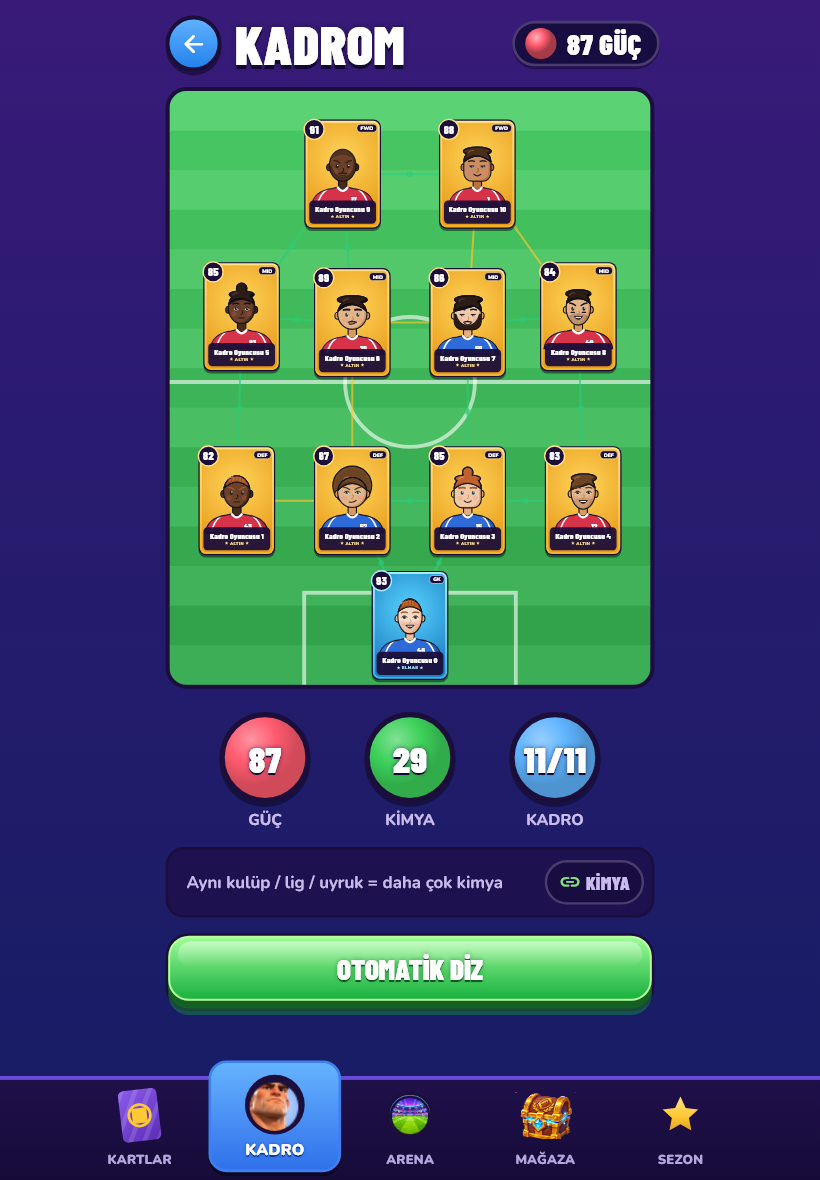 KADROM
87 GÜÇ
91 FWD
Kadro Oyuncusu 9
★ ALTIN ★
88 FWD
Kadro Oyuncusu 10
★ ALTIN ★
85 MID
Kadro Oyuncusu 5
★ ALTIN ★
89 MID
Kadro Oyuncusu 6
★ ALTIN ★
86 MID
Kadro Oyuncusu 7
★ ALTIN ★
84 MID
Kadro Oyuncusu 8
★ ALTIN ★
82 DEF
Kadro Oyuncusu 1
★ ALTIN ★
87 DEF
Kadro Oyuncusu 2
★ ALTIN ★
85 DEF
Kadro Oyuncusu 3
★ ALTIN ★
83 DEF
Kadro Oyuncusu 4
★ ALTIN ★
93 GK
Kadro Oyuncusu 0
★ ELMAS ★
87
29
11/11
GÜÇ
KİMYA
KADRO
Aynı kulüp / lig / uyruk = daha çok kimya
KİMYA
OTOMATİK DİZ
KARTLAR
KADRO
ARENA
MAĞAZA
SEZON